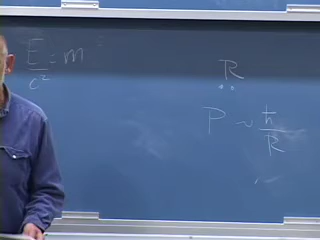 E/c² = m
R
P ~ ħ/R